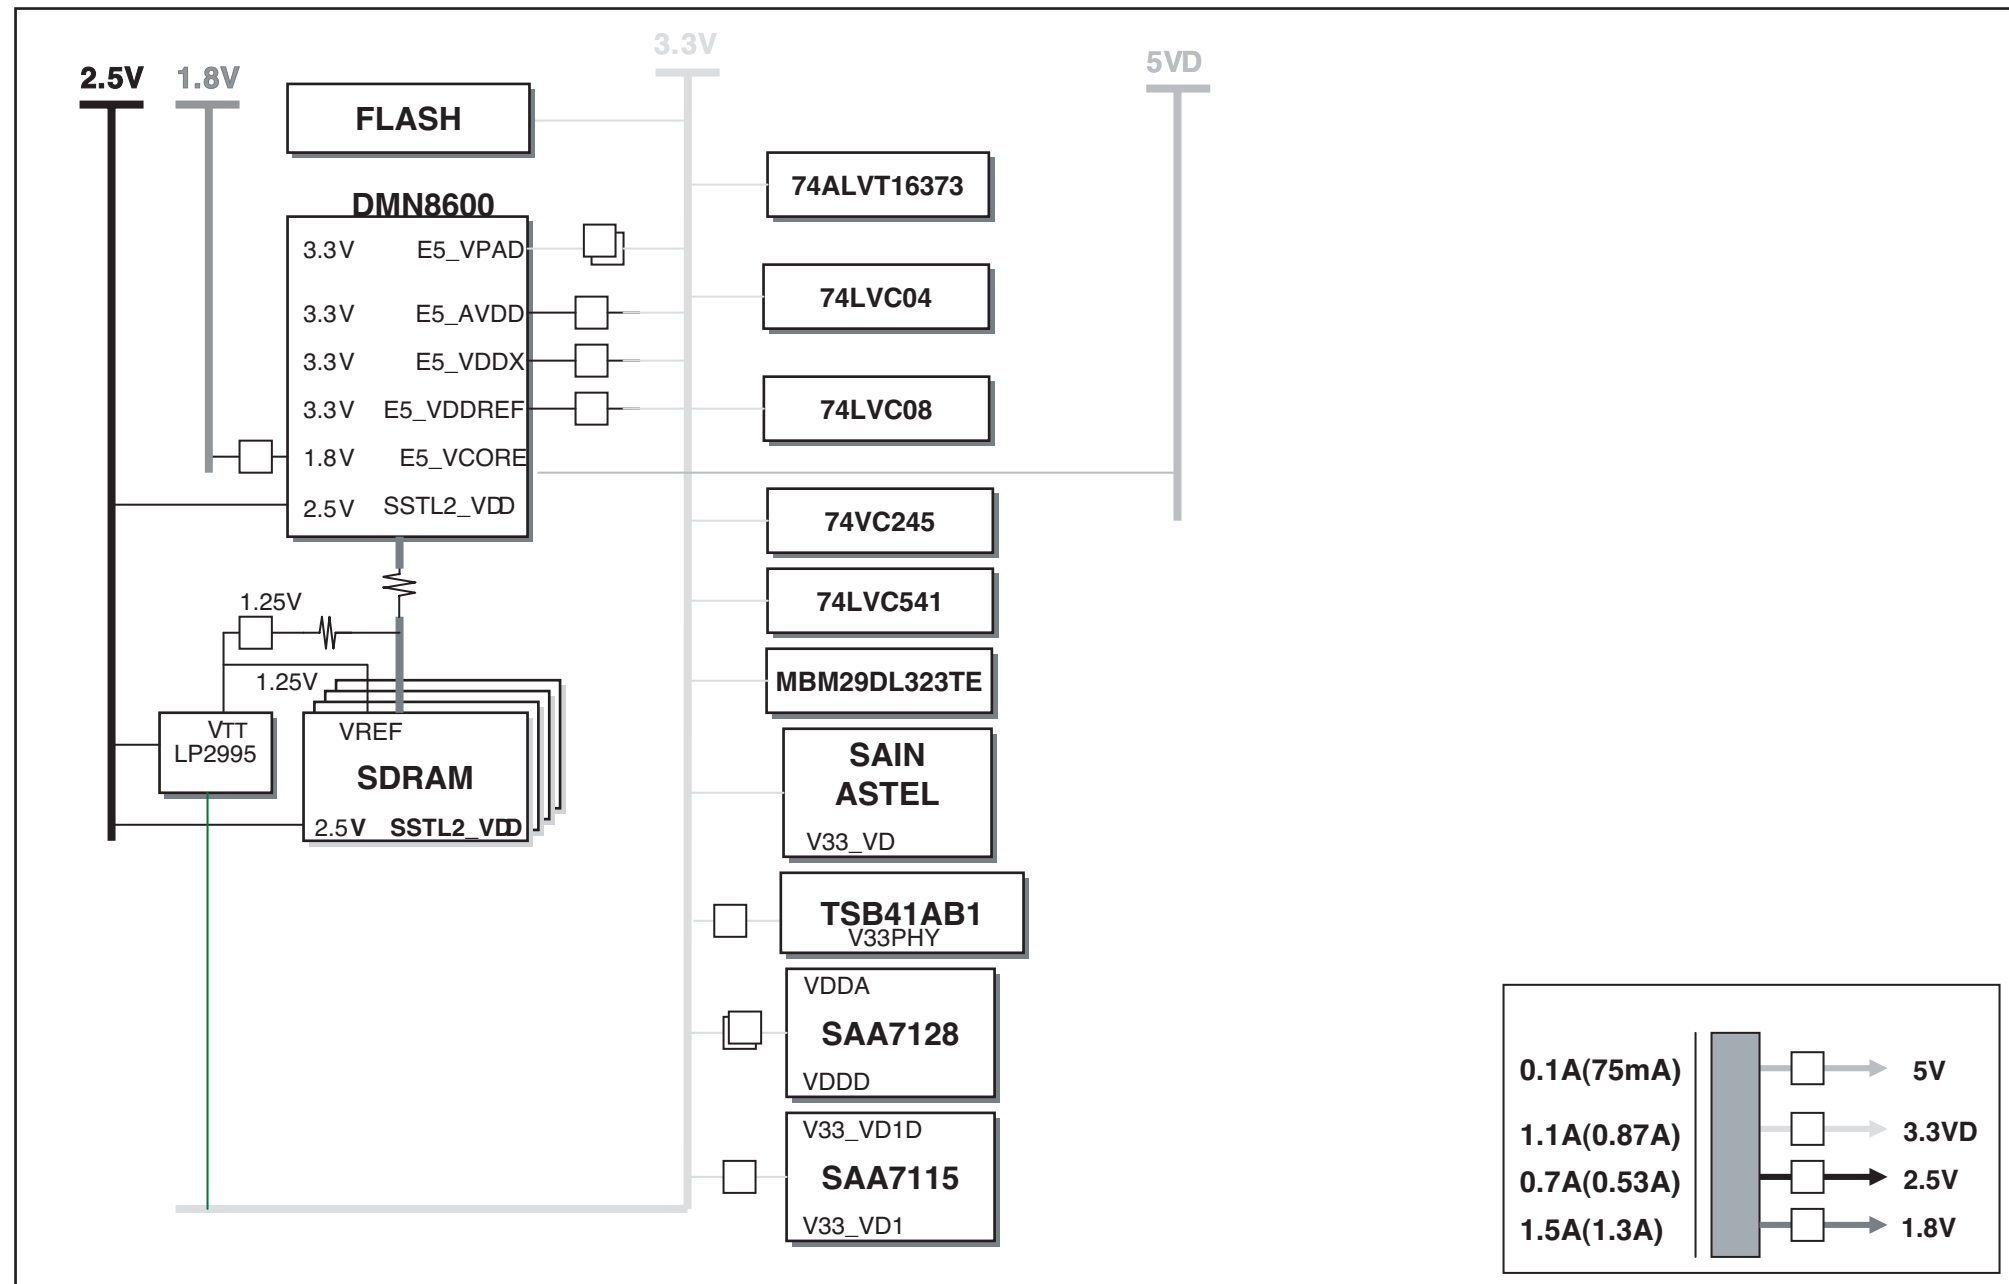 3.3V
5VD
2.5V
1.8V
FLASH
74ALVT16373
DMN8600
3.3V E5_VPAD
74LVC04
3.3V E5_AVDD
3.3V E5_VDDX
3.3V E5_VDDREF
74LVC08
1.8V E5_VCORE
2.5V SSTL2_VDD
74VC245
1.25V
74LVC541
1.25V
MBM29DL323TE
VTT
LP2995
VREF
SDRAM
2.5V SSTL2_VDD
SAIN
ASTEL
V33_VD
TSB41AB1
V33PHY
VDDA
SAA7128
VDDD
V33_VD1D
SAA7115
V33_VD1
0.1A(75mA) 5V
1.1A(0.87A) 3.3VD
0.7A(0.53A) 2.5V
1.5A(1.3A) 1.8V